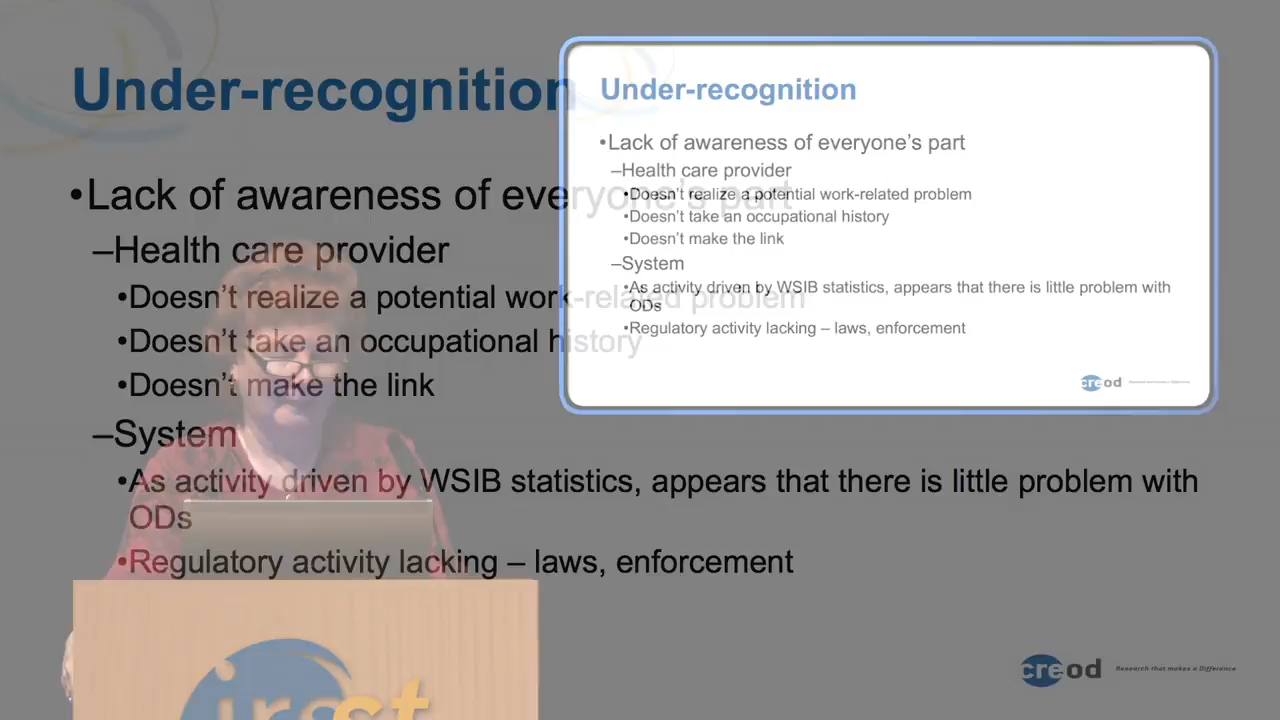 Under-recognition
•Lack of awareness of everyone's part
–Health care provider
•Doesn't realize a potential work-related problem
•Doesn't take an occupational history
•Doesn't make the link
–System
•As activity driven by WSIB statistics, appears that there is little problem with
ODs
•Regulatory activity lacking – laws, enforcement
creod Research that makes a Difference
Under-recognition
•Lack of awareness of everyone's part
–Health care provider
•Doesn't realize a potential work-related problem
•Doesn't take an occupational history
•Doesn't make the link
–System
•As activity driven by WSIB statistics, appears that there is little problem with
ODs
•Regulatory activity lacking – laws, enforcement
creod
irsst